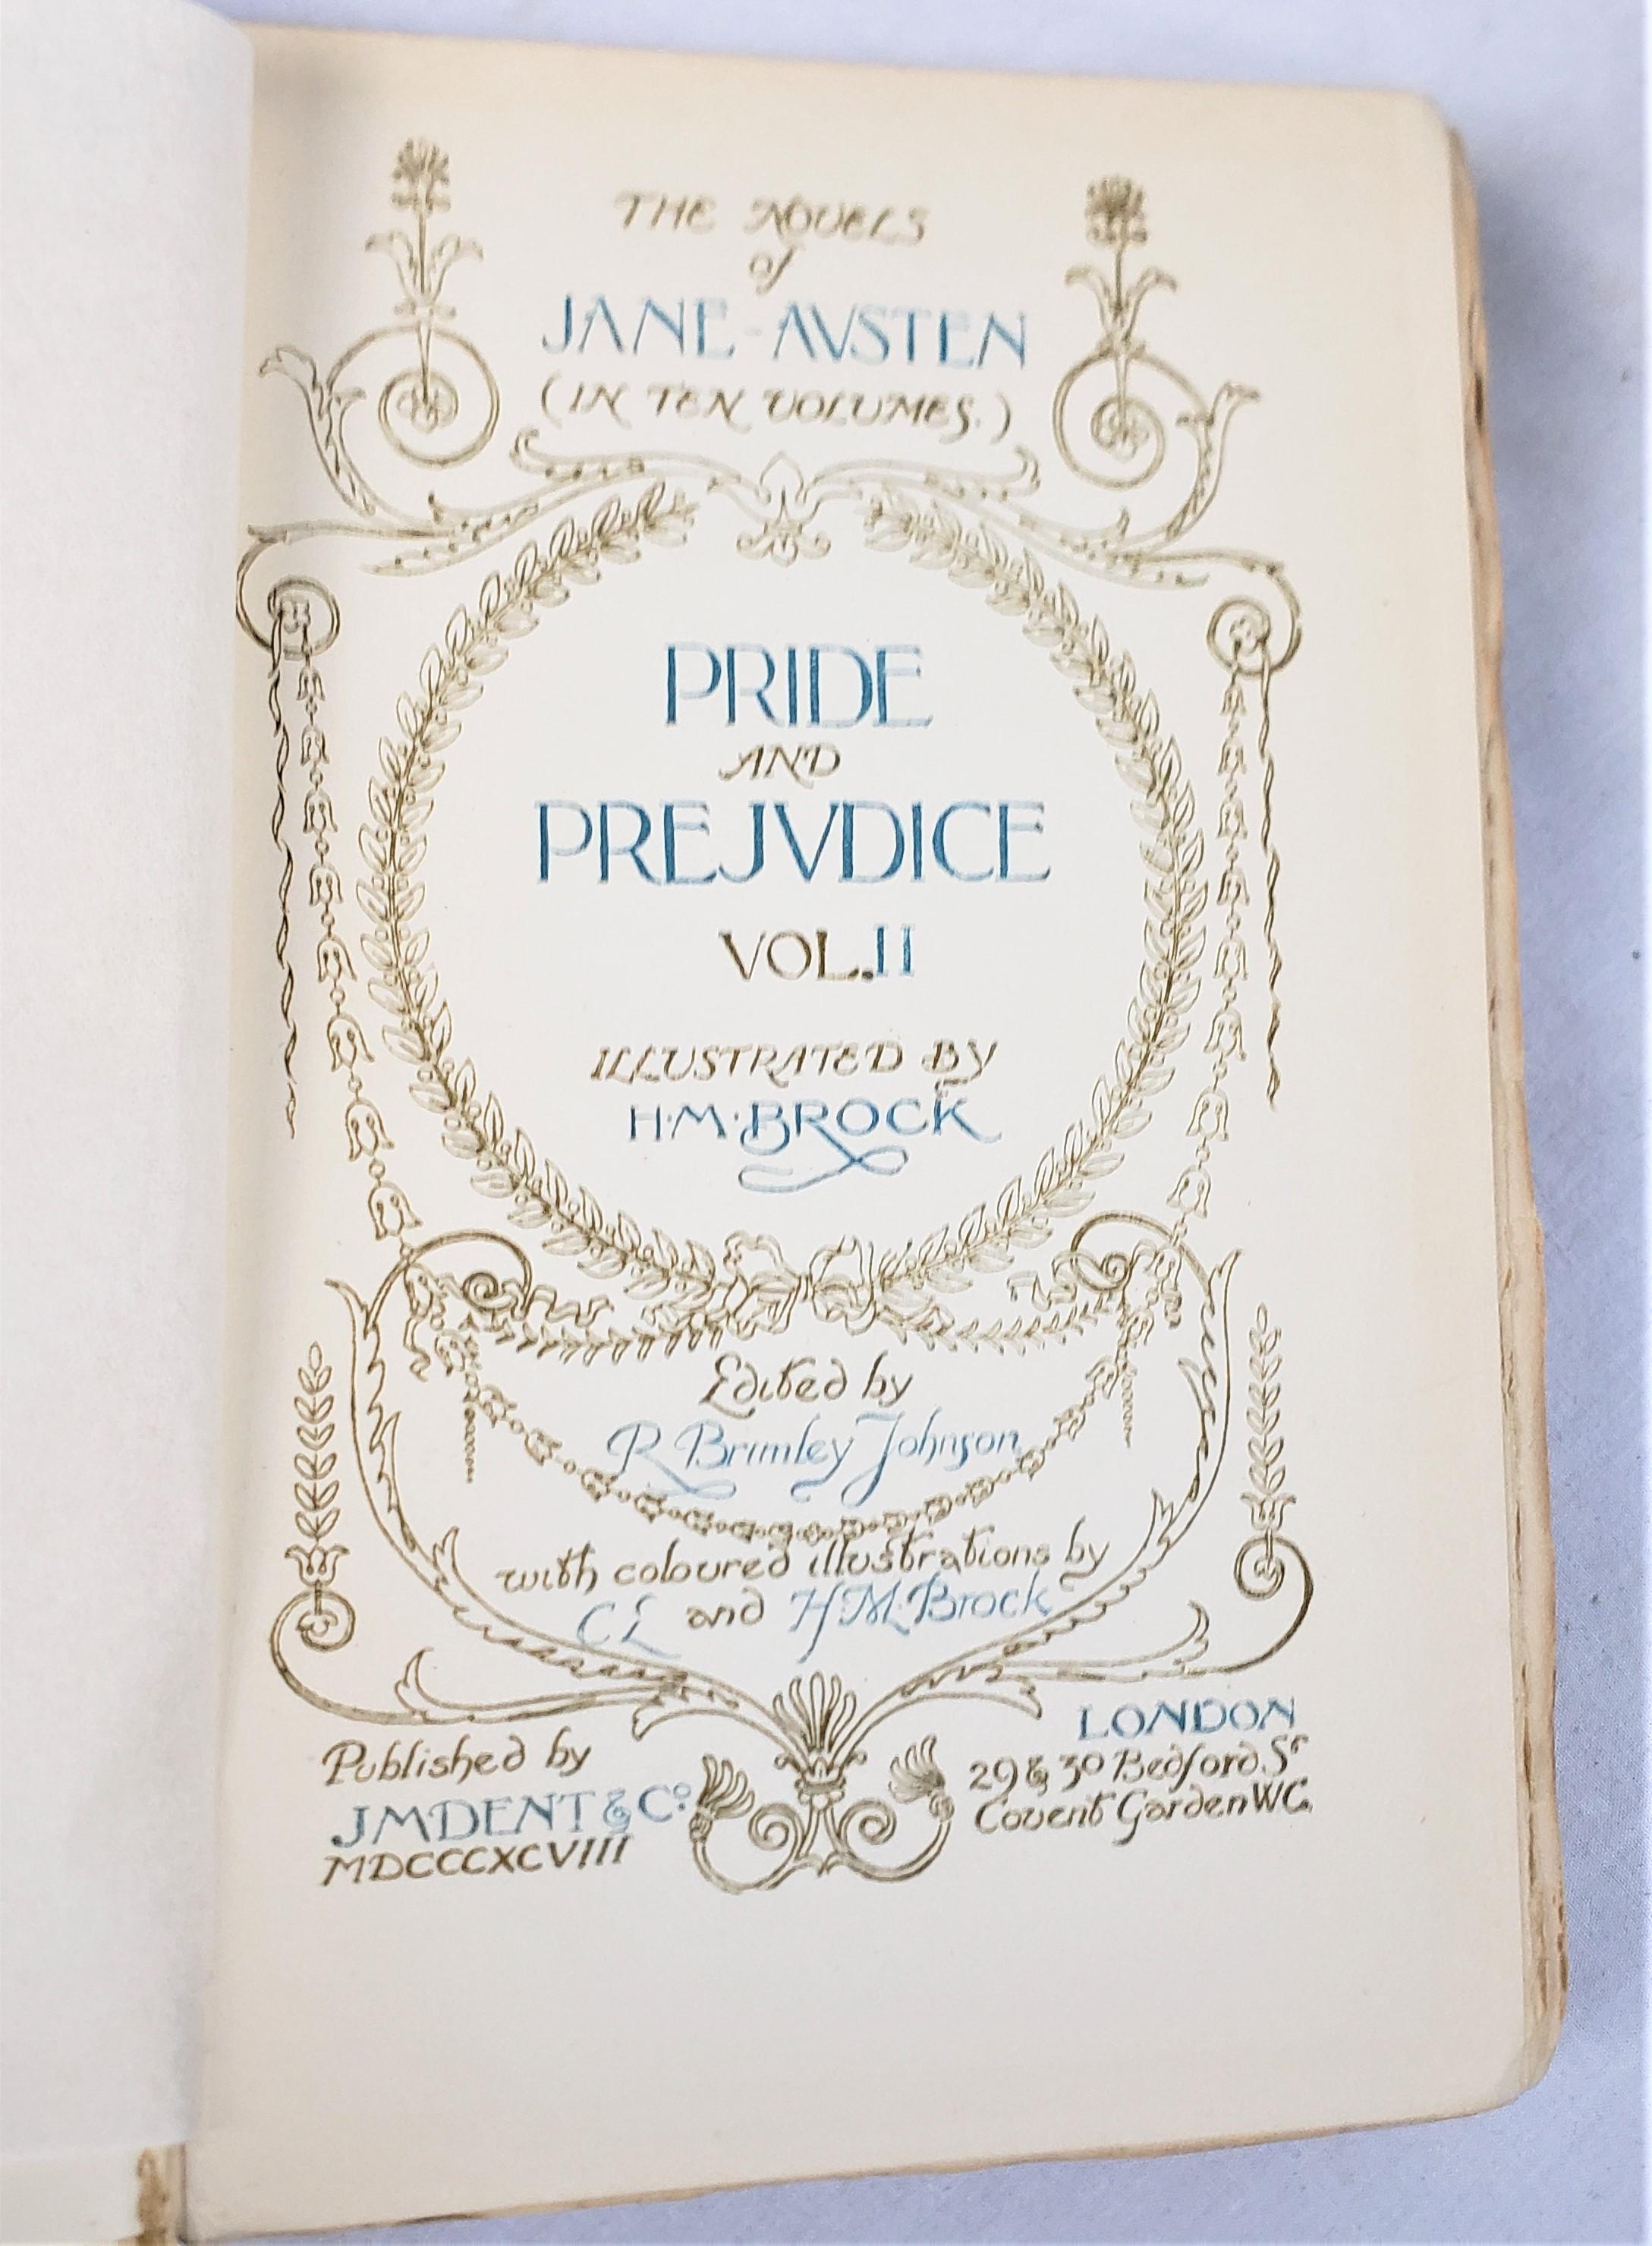 THE NOVELS
of
JANE-AVSTEN
(IN TEN VOLUMES.)
PRIDE
AND
PREJVDICE
VOL.II
ILLUSTRATED BY
H·M·BROCK
Edited by
R Brimley Johnson
with coloured illustrations by
C E and H·M·Brock
Published by
JMDENT & Co:
MDCCCXCVIII
LONDON
29 & 30 Bedford St
Covent Garden W.C.